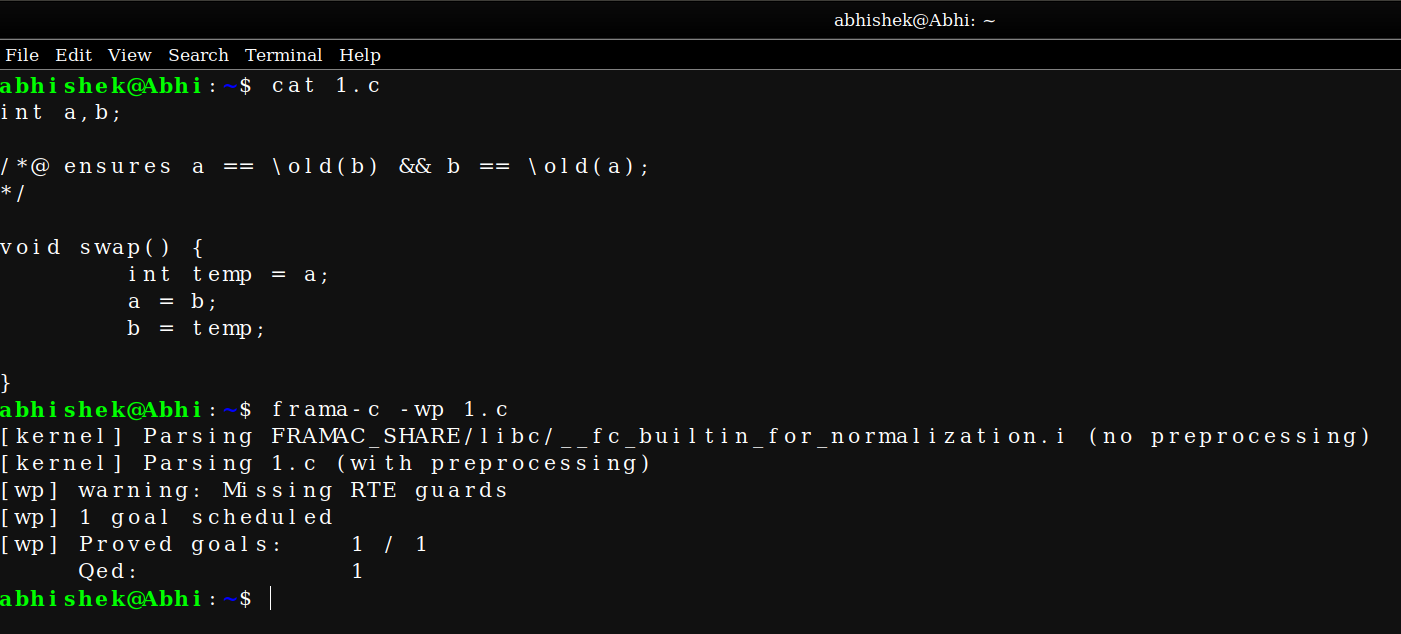 abhishek@Abhi: ~
File Edit View Search Terminal Help
abhishek@Abhi:~$ cat 1.c
int a,b;
/*@ ensures a == \old(b) && b == \old(a);
*/
void swap() {
int temp = a;
a = b;
b = temp;
}
abhishek@Abhi:~$ frama-c -wp 1.c
[kernel] Parsing FRAMAC_SHARE/libc/__fc_builtin_for_normalization.i (no preprocessing)
[kernel] Parsing 1.c (with preprocessing)
[wp] warning: Missing RTE guards
[wp] 1 goal scheduled
[wp] Proved goals: 1 / 1
Qed: 1
abhishek@Abhi:~$